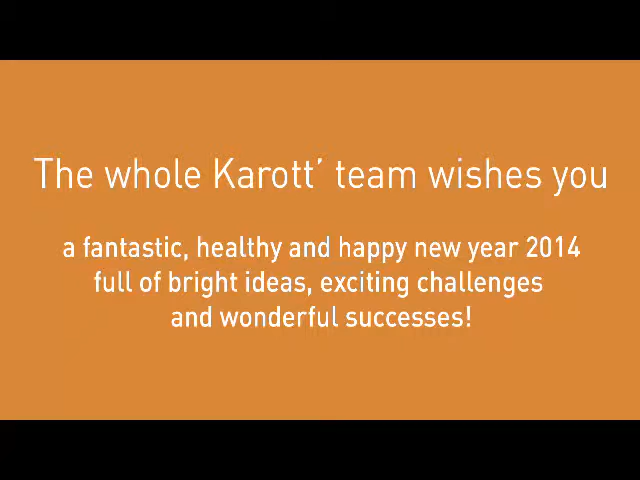 The whole Karott’ team wishes you
a fantastic, healthy and happy new year 2014
full of bright ideas, exciting challenges
and wonderful successes!